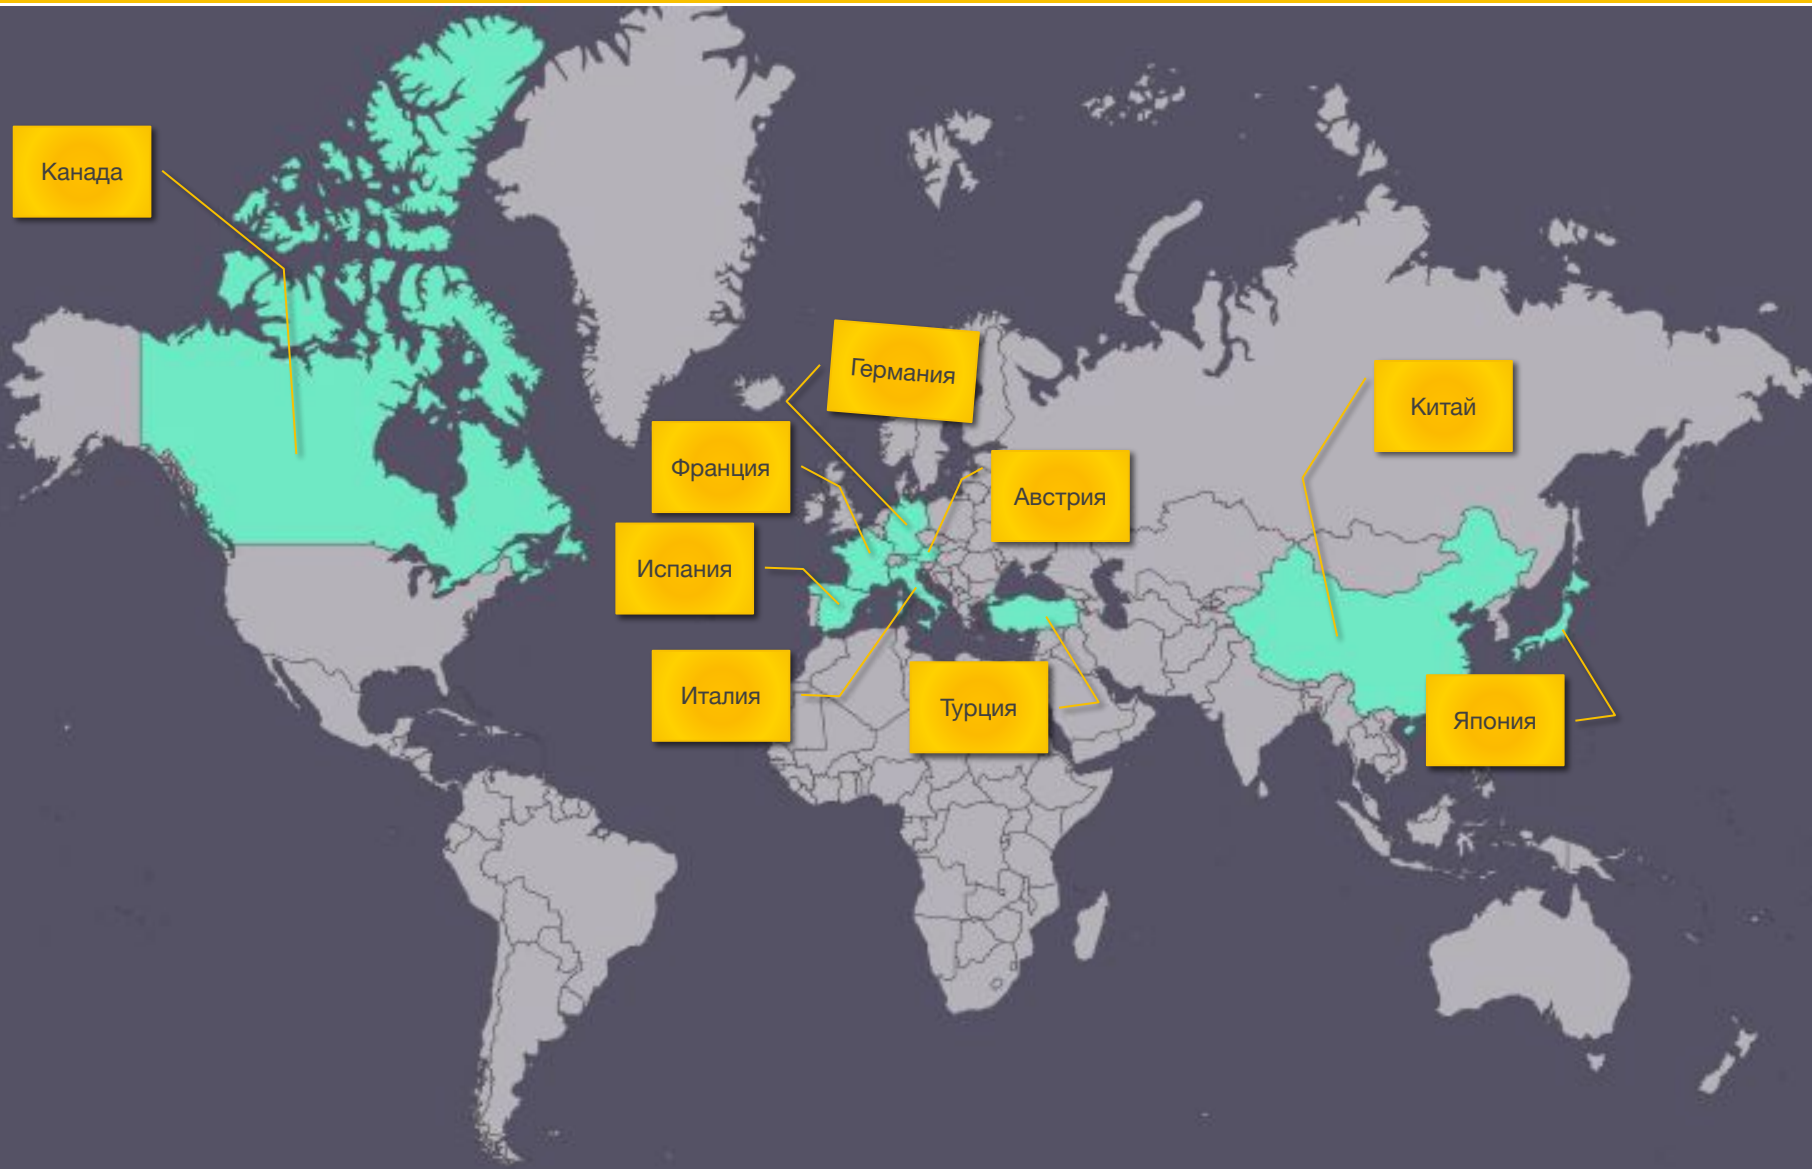 Канада
Германия
Китай
Франция
Австрия
Испания
Италия
Турция
Япония